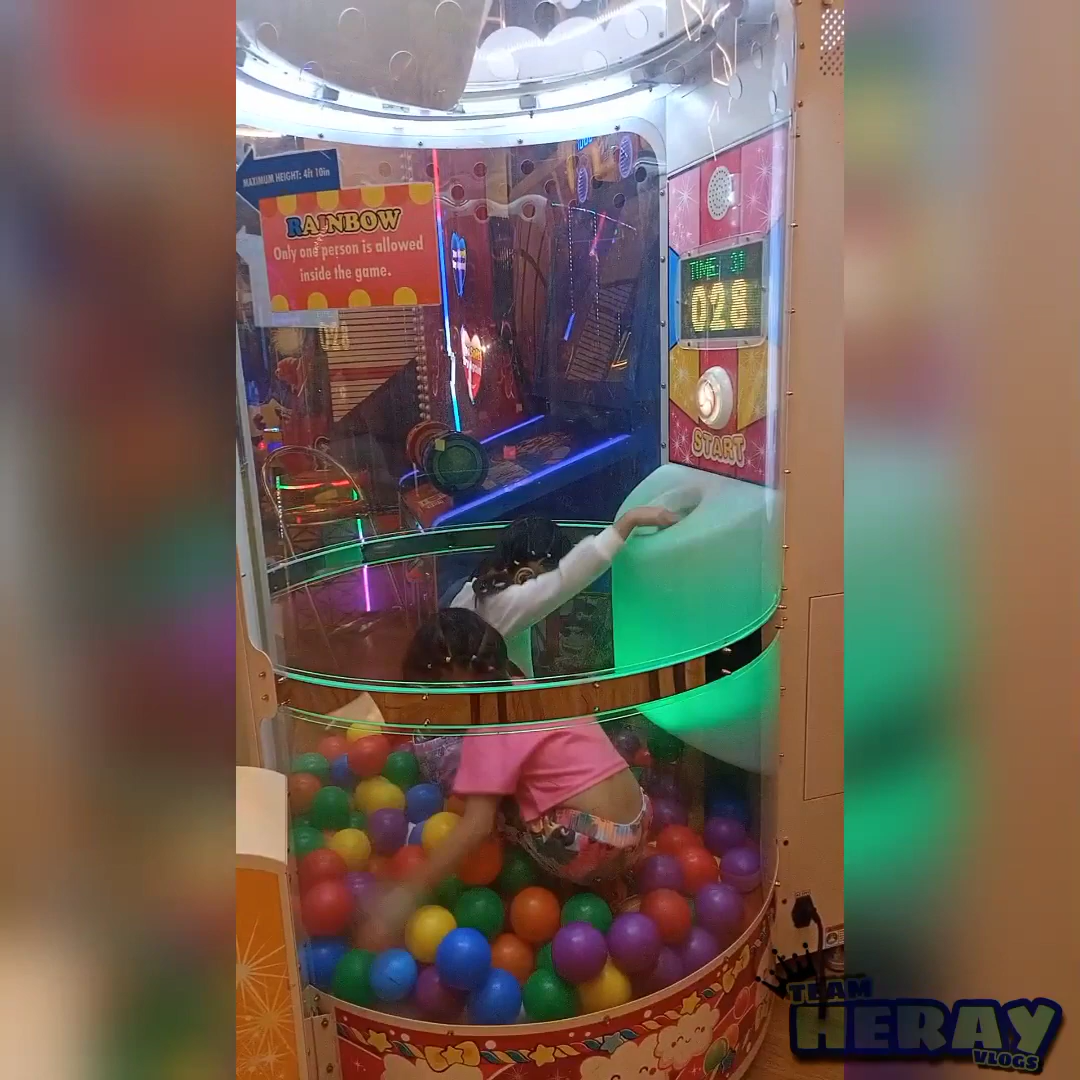 MAXIMUM HEIGHT: 4ft 10in
RAINBOW
Only one person is allowed
inside the game.
TIME: 31
028
START
TEAM
HERAY
VLOGS